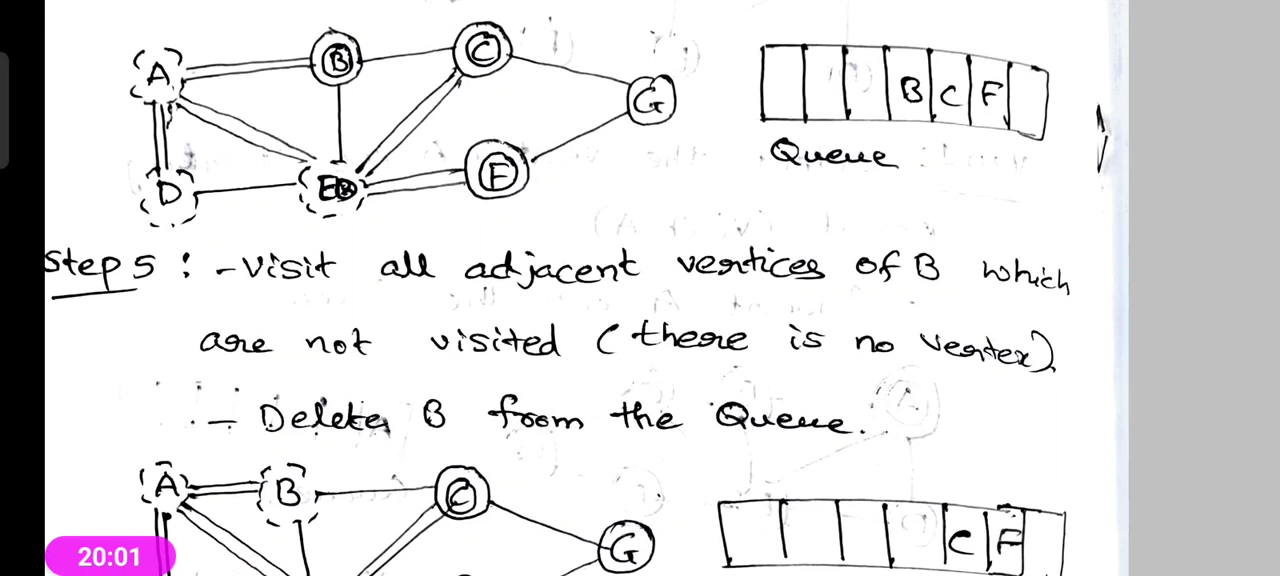 A B C
G
B C F
Queue
D E F
Step 5 : - Visit all adjacent vertices of B which
are not visited (there is no vertex).
- Delete B from the Queue.
A B C
G
C F
20:01